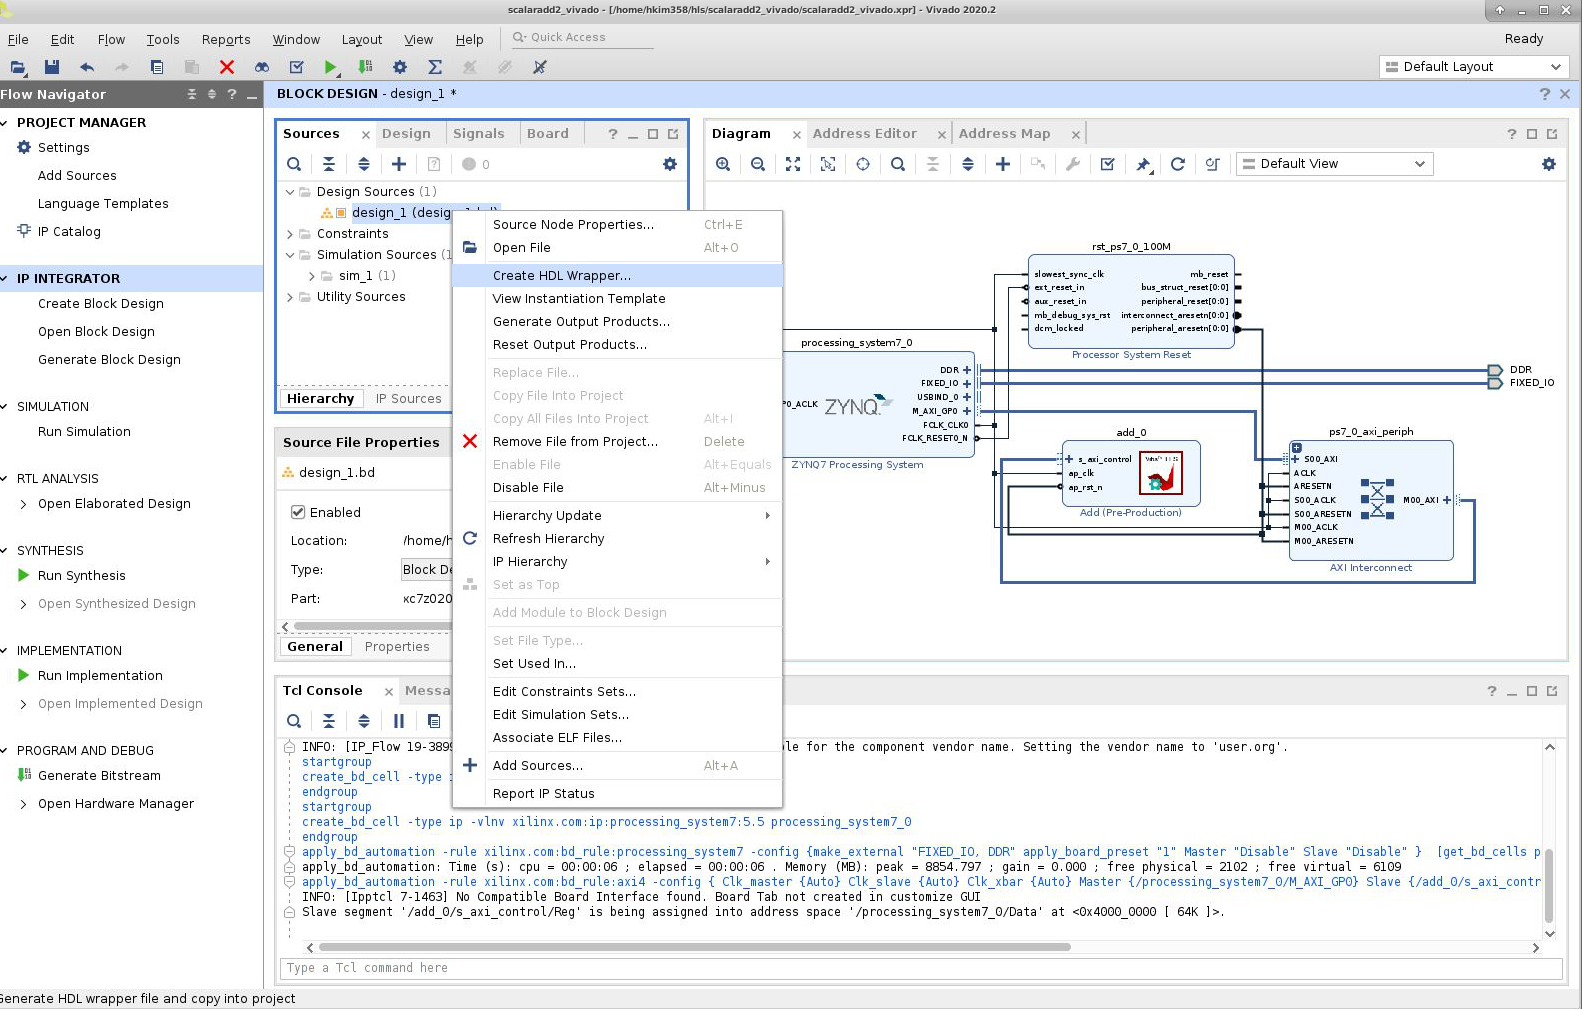 scalaradd2_vivado - [/home/hkim358/hls/scalaradd2_vivado/scalaradd2_vivado.xpr] - Vivado 2020.2
File Edit Flow Tools Reports Window Layout View Help Quick Access Ready
Default Layout
Flow Navigator
PROJECT MANAGER
Settings
Add Sources
Language Templates
IP Catalog
IP INTEGRATOR
Create Block Design
Open Block Design
Generate Block Design
SIMULATION
Run Simulation
RTL ANALYSIS
Open Elaborated Design
SYNTHESIS
Run Synthesis
Open Synthesized Design
IMPLEMENTATION
Run Implementation
Open Implemented Design
PROGRAM AND DEBUG
Generate Bitstream
Open Hardware Manager
BLOCK DESIGN - design_1 *
Sources Design Signals Board
0
Design Sources (1)
design_1 (design_1.bd)
Constraints
Simulation Sources (1
sim_1 (1)
Utility Sources
Hierarchy IP Sources
Source File Properties
design_1.bd
Enabled
Location: /home/h
Type: Block De
Part: xc7z020
General Properties
Source Node Properties... Ctrl+E
Open File Alt+O
Create HDL Wrapper...
View Instantiation Template
Generate Output Products...
Reset Output Products...
Replace File...
Copy File Into Project
Copy All Files Into Project Alt+I
Remove File from Project... Delete
Enable File Alt+Equals
Disable File Alt+Minus
Hierarchy Update
Refresh Hierarchy
IP Hierarchy
Set as Top
Add Module to Block Design
Set File Type...
Set Used In...
Edit Constraints Sets...
Edit Simulation Sets...
Associate ELF Files...
Add Sources... Alt+A
Report IP Status
Diagram Address Editor Address Map
Default View
rst_ps7_0_100M
slowest_sync_clk mb_reset
ext_reset_in bus_struct_reset[0:0]
aux_reset_in peripheral_reset[0:0]
mb_debug_sys_rst interconnect_aresetn[0:0]
dcm_locked peripheral_aresetn[0:0]
Processor System Reset
processing_system7_0
DDR
FIXED_IO
USBIND_0
P0_ACLK ZYNQ M_AXI_GP0
FCLK_CLK0
FCLK_RESET0_N
ZYNQ7 Processing System
DDR
FIXED_IO
add_0
s_axi_control
ap_clk
ap_rst_n
Add (Pre-Production)
ps7_0_axi_periph
S00_AXI
ACLK
ARESETN
S00_ACLK M00_AXI
S00_ARESETN
M00_ACLK
M00_ARESETN
AXI Interconnect
Tcl Console Messa
INFO: [IP_Flow 19-3899 le for the component vendor name. Setting the vendor name to 'user.org'.
startgroup
create_bd_cell -type i
endgroup
startgroup
create_bd_cell -type ip -vlnv xilinx.com:ip:processing_system7:5.5 processing_system7_0
endgroup
apply_bd_automation -rule xilinx.com:bd_rule:processing_system7 -config {make_external "FIXED_IO, DDR" apply_board_preset "1" Master "Disable" Slave "Disable" } [get_bd_cells p
apply_bd_automation: Time (s): cpu = 00:00:06 ; elapsed = 00:00:06 . Memory (MB): peak = 8854.797 ; gain = 0.000 ; free physical = 2102 ; free virtual = 6109
apply_bd_automation -rule xilinx.com:bd_rule:axi4 -config { Clk_master {Auto} Clk_slave {Auto} Clk_xbar {Auto} Master {/processing_system7_0/M_AXI_GP0} Slave {/add_0/s_axi_contr
INFO: [Ipptcl 7-1463] No Compatible Board Interface found. Board Tab not created in customize GUI
Slave segment '/add_0/s_axi_control/Reg' is being assigned into address space '/processing_system7_0/Data' at <0x4000_0000 [ 64K ]>.
Type a Tcl command here
Generate HDL wrapper file and copy into project